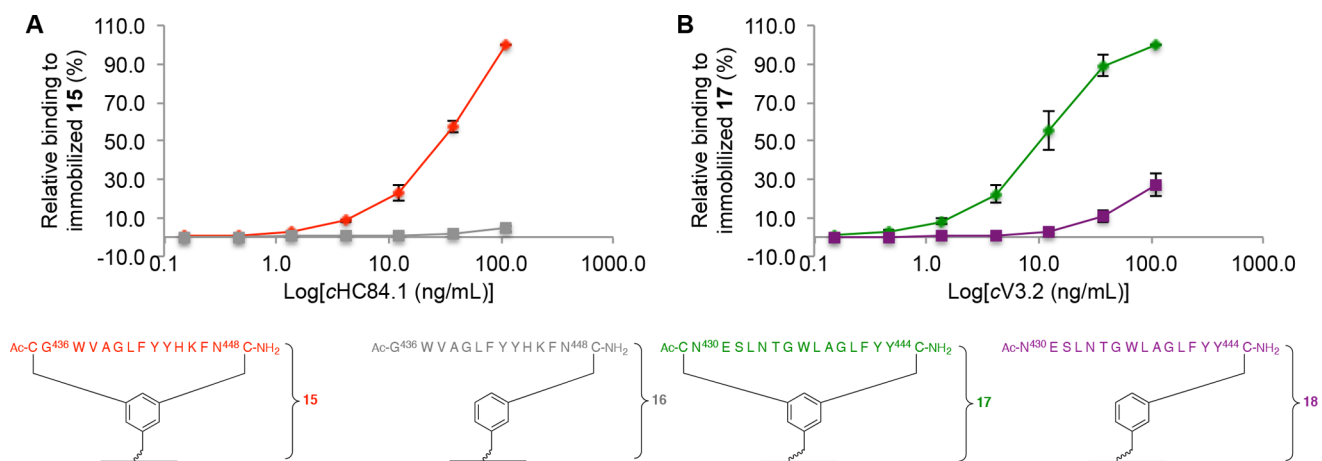 A
Relative binding to
immobilized 15 (%)
110.0
90.0
70.0
50.0
30.0
10.0
-10.0
0.1 1.0 10.0 100.0 1000.0
Log[cHC84.1 (ng/mL)]
B
Relative binding to
immoblilized 17 (%)
110.0
90.0
70.0
50.0
30.0
10.0
-10.0
0.1 1.0 10.0 100.0 1000.0
Log[cV3.2 (ng/mL)]
Ac-C G⁴³⁶ W V A G L F Y Y H K F N⁴⁴⁸ C-NH₂
15
Ac-G⁴³⁶ W V A G L F Y Y H K F N⁴⁴⁸ C-NH₂
16
Ac-C N⁴³⁰ E S L N T G W L A G L F Y Y⁴⁴⁴ C-NH₂
17
Ac-N⁴³⁰ E S L N T G W L A G L F Y Y⁴⁴⁴ C-NH₂
18